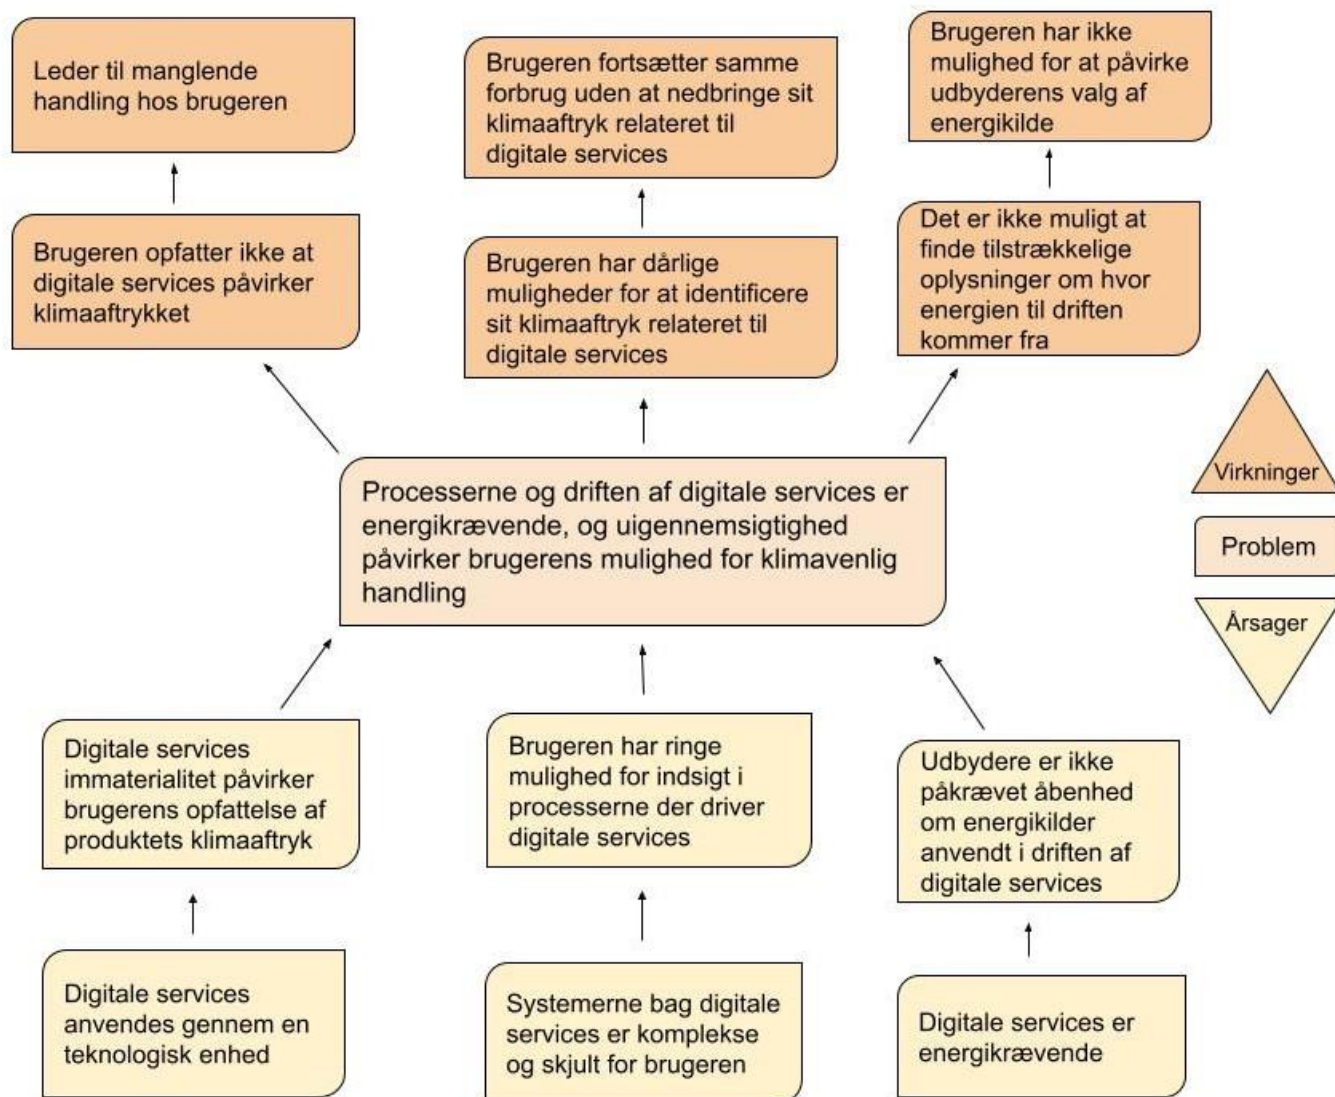 Leder til manglende
handling hos brugeren
Brugeren fortsætter samme
forbrug uden at nedbringe sit
klimaaftryk relateret til
digitale services
Brugeren har ikke
mulighed for at påvirke
udbyderens valg af
energikilde
Brugeren opfatter ikke at
digitale services påvirker
klimaaftrykket
Brugeren har dårlige
muligheder for at identificere
sit klimaaftryk relateret til
digitale services
Det er ikke muligt at
finde tilstrækkelige
oplysninger om hvor
energien til driften
kommer fra
Processerne og driften af digitale services er
energikrævende, og uigennemsigtighed
påvirker brugerens mulighed for klimavenlig
handling
Virkninger
Problem
Årsager
Digitale services
immaterialitet påvirker
brugerens opfattelse af
produktets klimaaftryk
Brugeren har ringe
mulighed for indsigt i
processerne der driver
digitale services
Udbydere er ikke
påkrævet åbenhed
om energikilder
anvendt i driften af
digitale services
Digitale services
anvendes gennem en
teknologisk enhed
Systemerne bag digitale
services er komplekse
og skjult for brugeren
Digitale services er
energikrævende